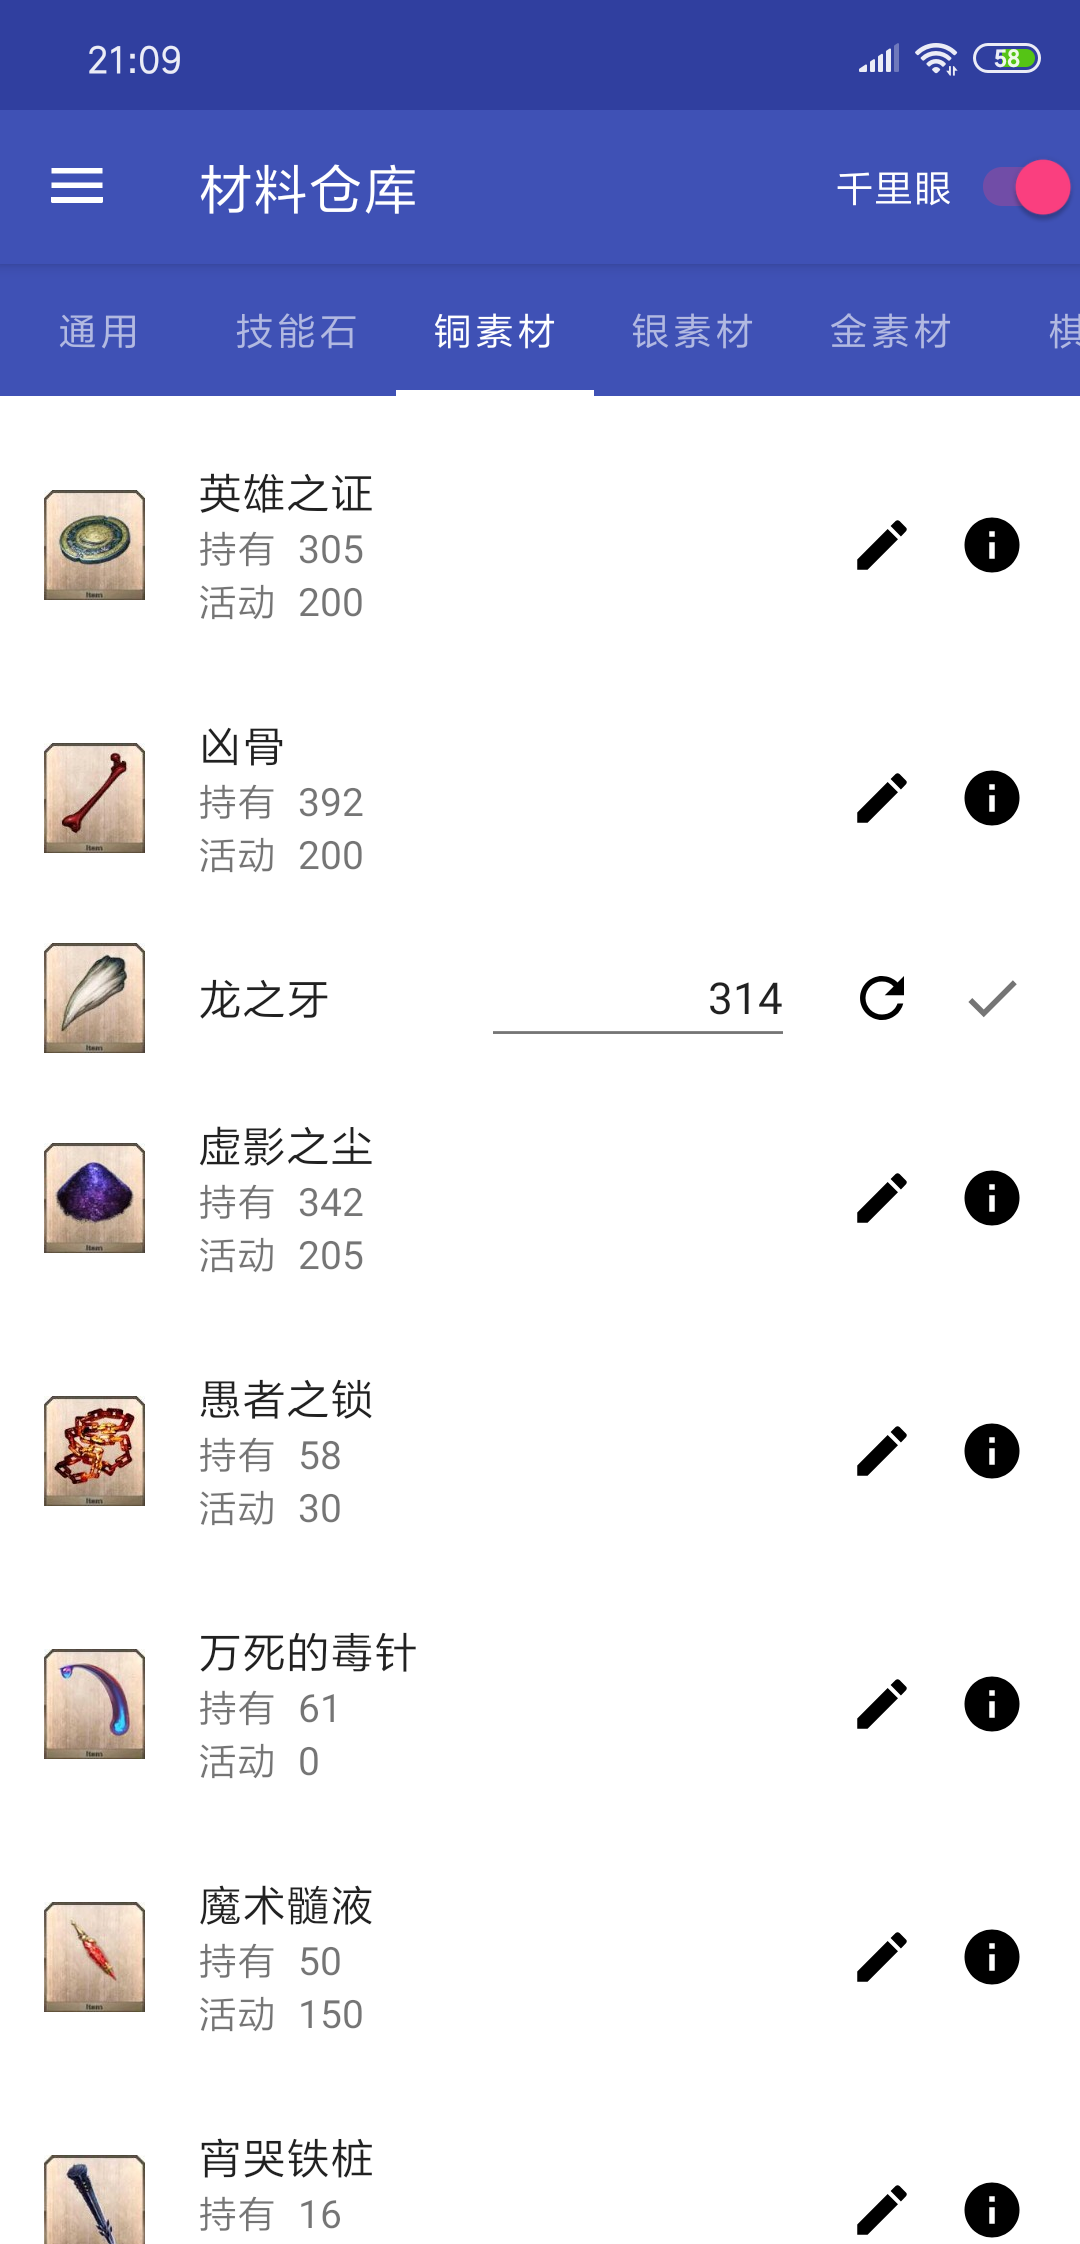 21:09
58
材料仓库
千里眼
通用 技能石 铜素材 银素材 金素材
英雄之证
持有 305
活动 200
凶骨
持有 392
活动 200
龙之牙
314
虚影之尘
持有 342
活动 205
愚者之锁
持有 58
活动 30
万死的毒针
持有 61
活动 0
魔术髓液
持有 50
活动 150
宵哭铁桩
持有 16